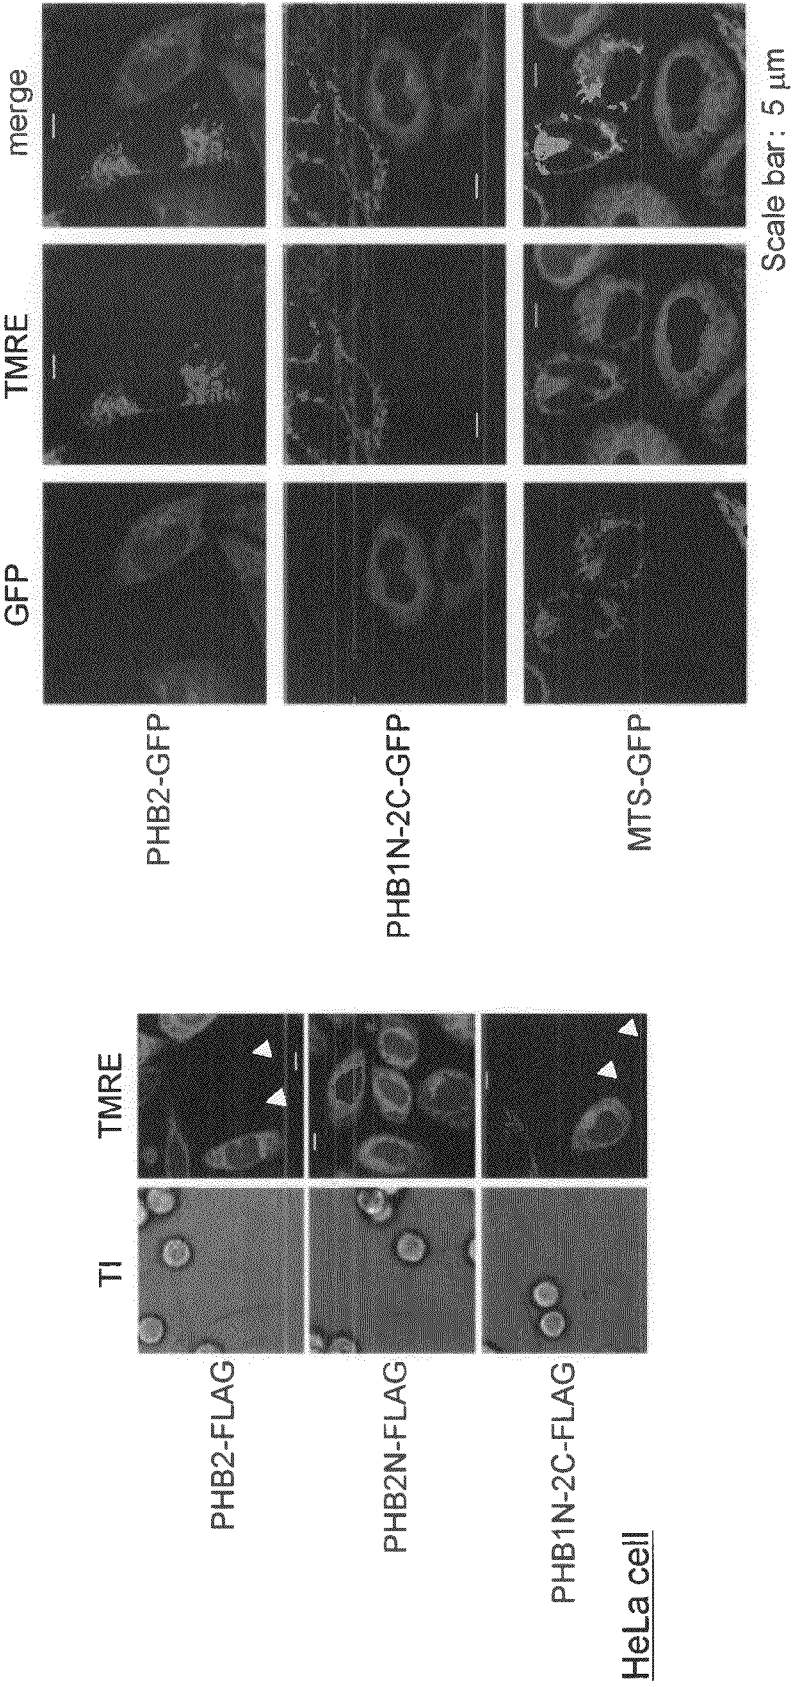 TI
TMRE
PHB2-FLAG
PHB2N-FLAG
PHB1N-2C-FLAG
HeLa cell
GFP
TMRE
merge
PHB2-GFP
PHB1N-2C-GFP
MTS-GFP
Scale bar: 5 μm